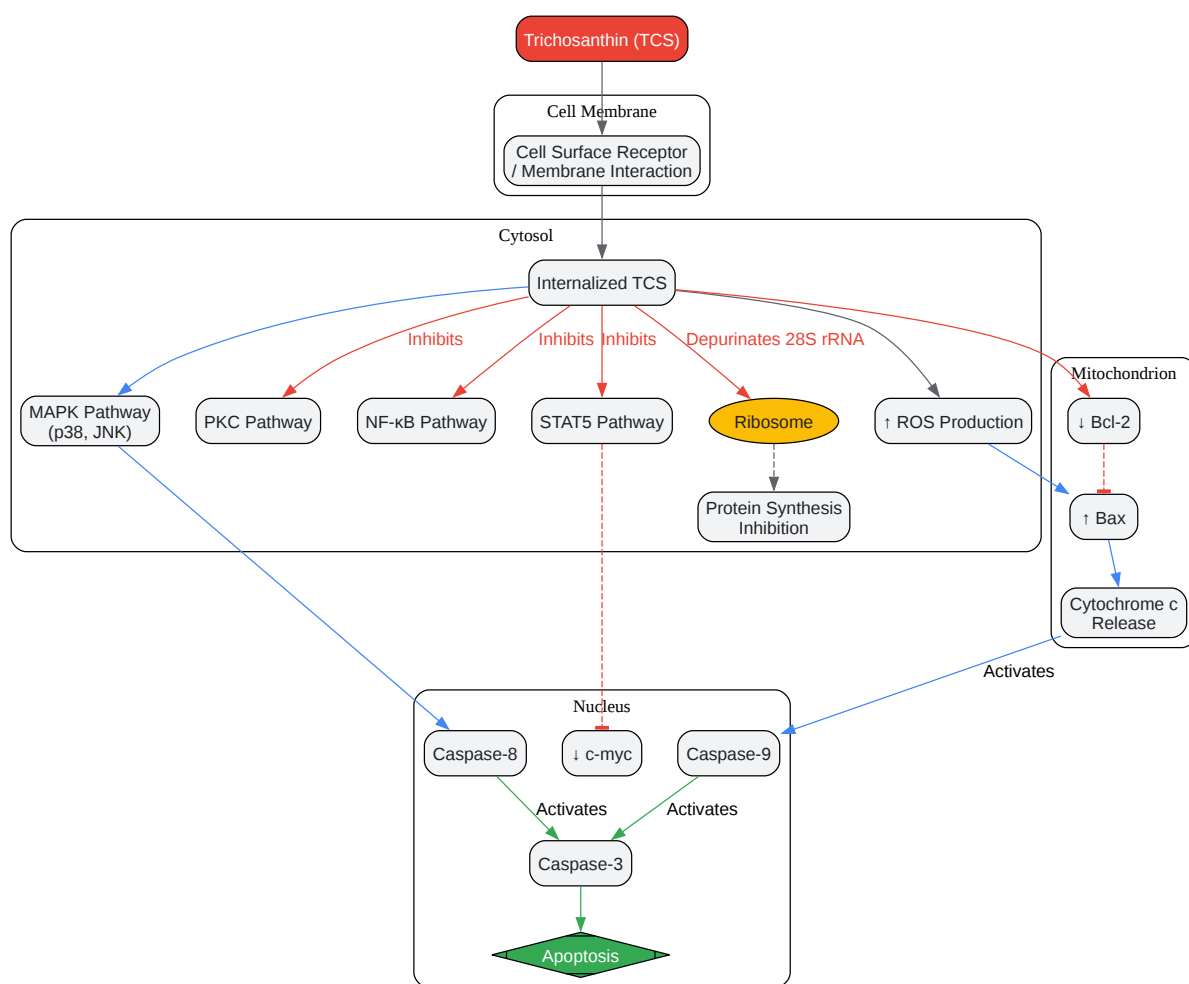 Trichosanthin (TCS)
Cell Membrane
Cell Surface Receptor
/ Membrane Interaction
Cytosol
Internalized TCS
Inhibits
Inhibits
Inhibits
Depurinates 28S rRNA
Mitochondrion
MAPK Pathway
(p38, JNK)
PKC Pathway
NF-κB Pathway
STAT5 Pathway
Ribosome
↑ ROS Production
↓ Bcl-2
Protein Synthesis
Inhibition
↑ Bax
Cytochrome c
Release
Activates
Nucleus
Caspase-8
↓ c-myc
Caspase-9
Activates
Activates
Caspase-3
Apoptosis